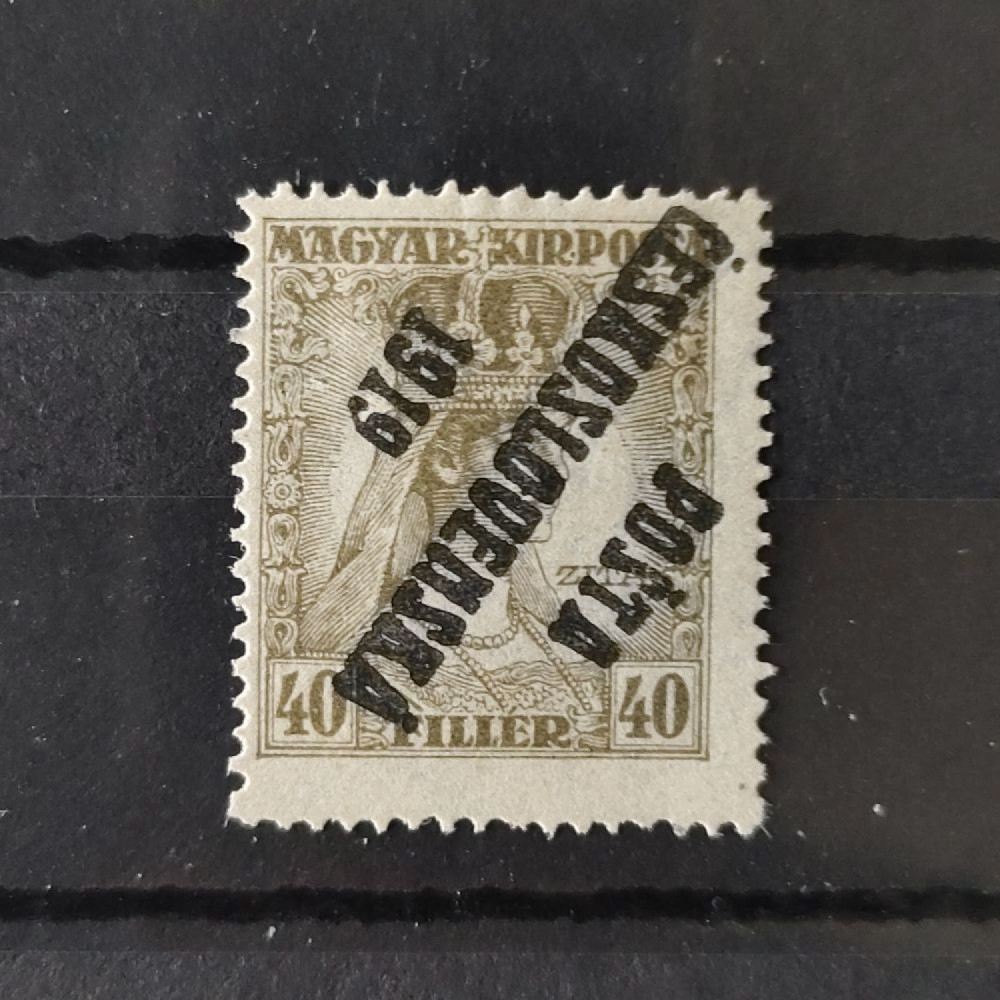 MAGYAR KIR. POSTA
POŠTA
ČESKOSLOVENSKÁ
1919
ZITA
40 FILLER 40